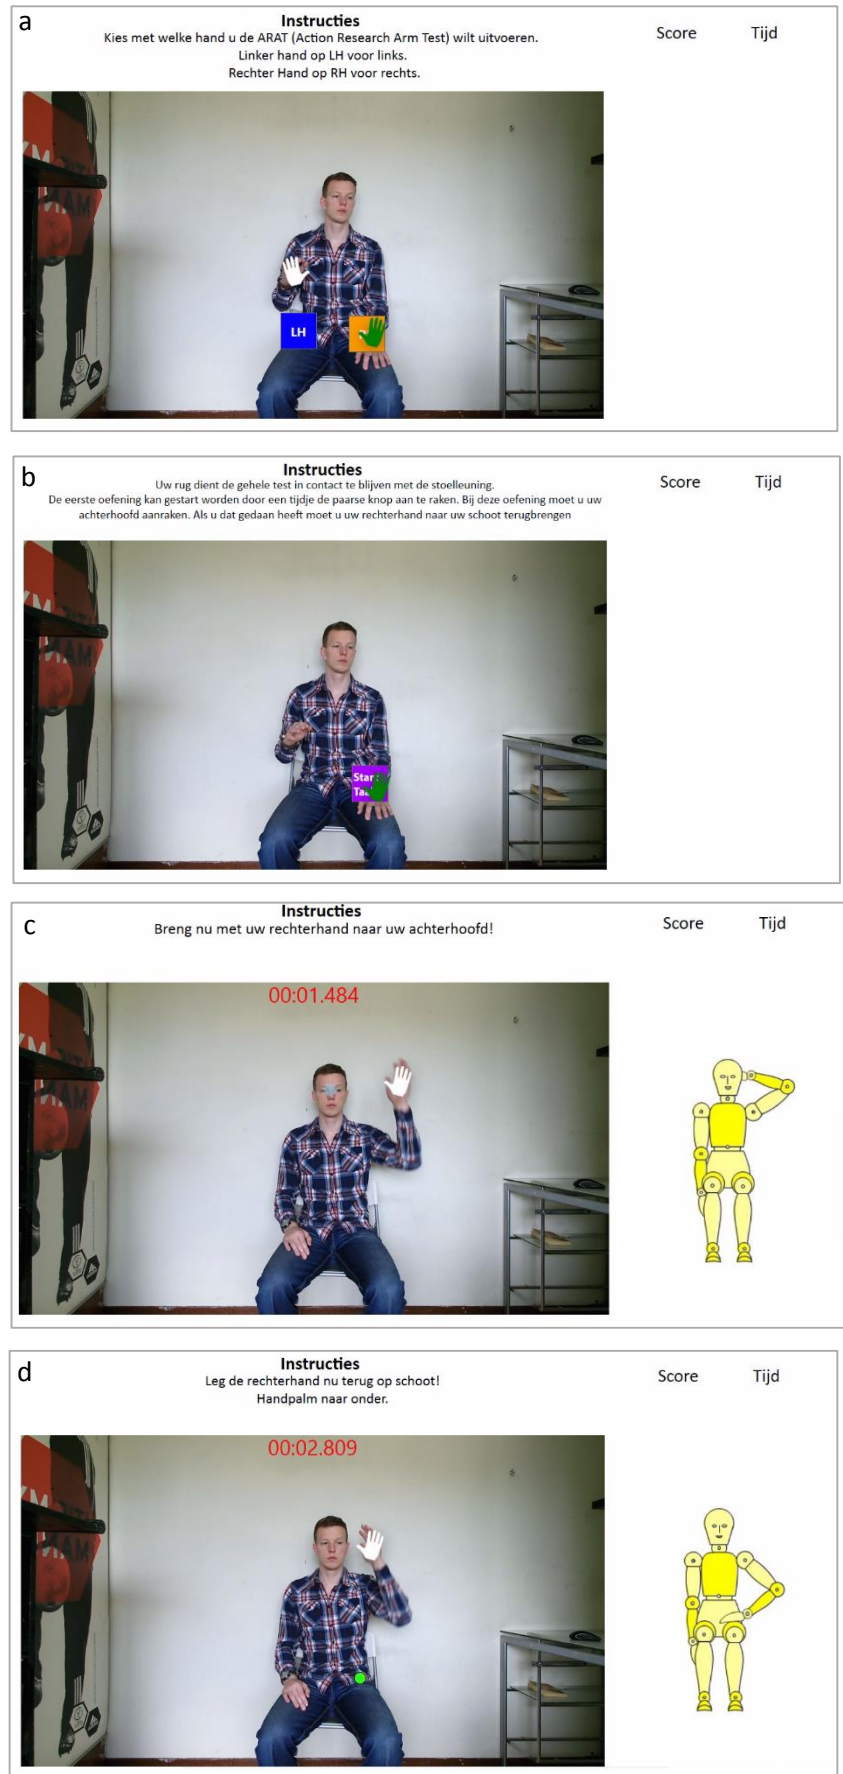 a
Instructies
Kies met welke hand u de ARAT (Action Research Arm Test) wilt uitvoeren.
Linker hand op LH voor links.
Rechter Hand op RH voor rechts.
Score Tijd
LH
b
Instructies
Uw rug dient de gehele test in contact te blijven met de stoelleuning.
De eerste oefening kan gestart worden door een tijdje de paarse knop aan te raken. Bij deze oefening moet u uw
achterhoofd aanraken. Als u dat gedaan heeft moet u uw rechterhand naar uw schoot terugbrengen
Score Tijd
c
Instructies
Breng nu met uw rechterhand naar uw achterhoofd!
Score Tijd
00:01.484
d
Instructies
Leg de rechterhand nu terug op schoot!
Handpalm naar onder.
Score Tijd
00:02.809